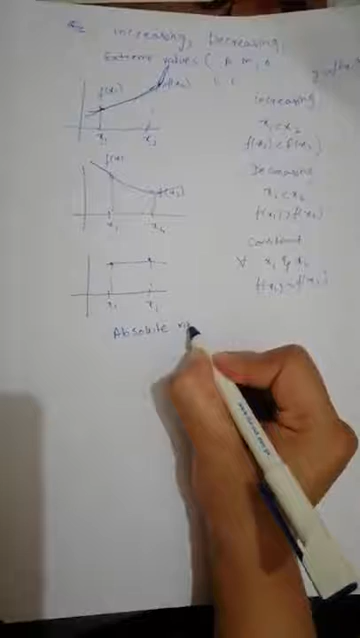 increasing, Decreasing,
Extreme values (
f(x₁) f(x₂)
x₁ x₂
increasing
x₁ < x₂
f(x₁) < f(x₂)
f(x₁) f(x₂)
x₁ x₂
Decreasing
x₁ < x₂
f(x₁) > f(x₂)
x₁ x₂
Constant
∀ x₁ & x₂
f(x₁) = f(x₂)
Absolute